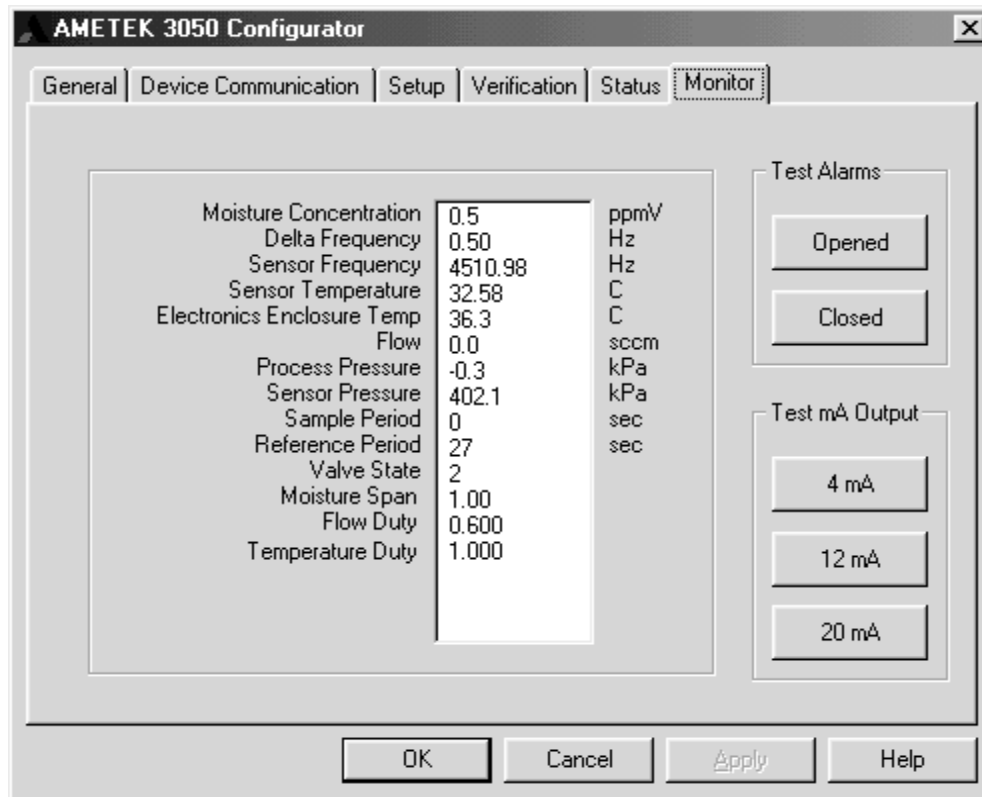 AMETEK 3050 Configurator
General Device Communication Setup Verification Status Monitor
Moisture Concentration 0.5 ppmV
Delta Frequency 0.50 Hz
Sensor Frequency 4510.98 Hz
Sensor Temperature 32.58 C
Electronics Enclosure Temp 36.3 C
Flow 0.0 sccm
Process Pressure -0.3 kPa
Sensor Pressure 402.1 kPa
Sample Period 0 sec
Reference Period 27 sec
Valve State 2
Moisture Span 1.00
Flow Duty 0.600
Temperature Duty 1.000
Test Alarms
Opened
Closed
Test mA Output
4 mA
12 mA
20 mA
OK Cancel Apply Help